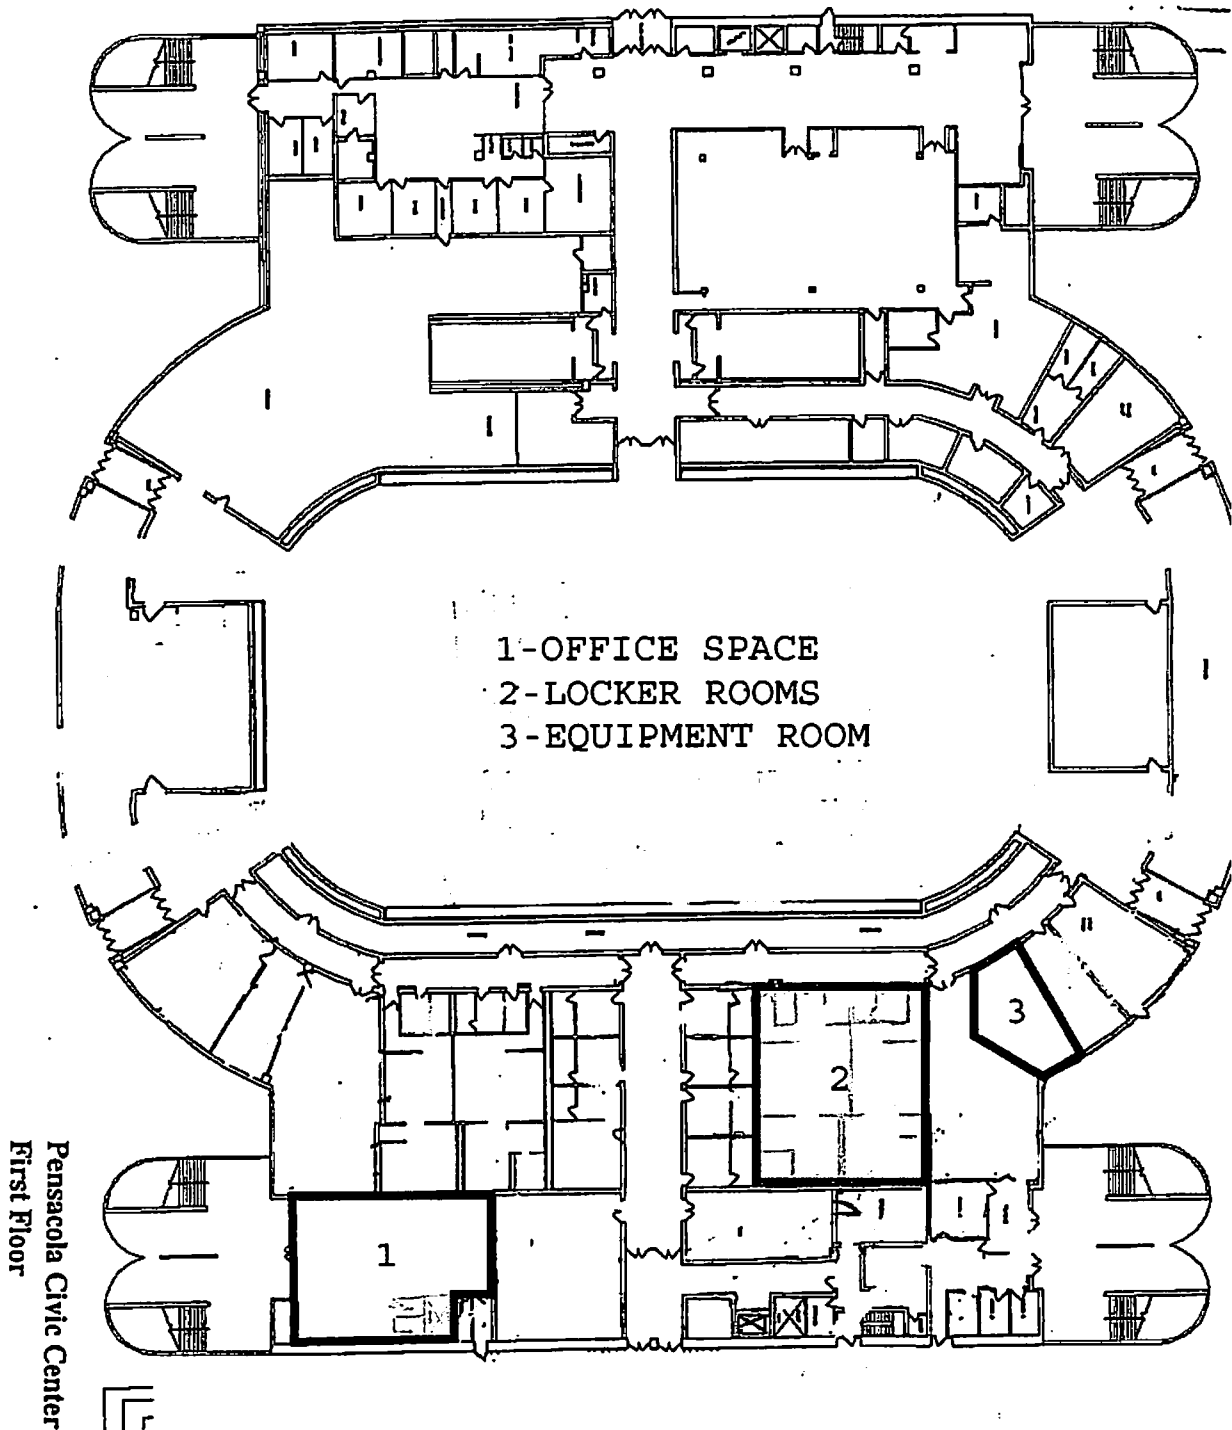 1-OFFICE SPACE
2-LOCKER ROOMS
3-EQUIPMENT ROOM
3
2
1
Pensacola Civic Center
First Floor